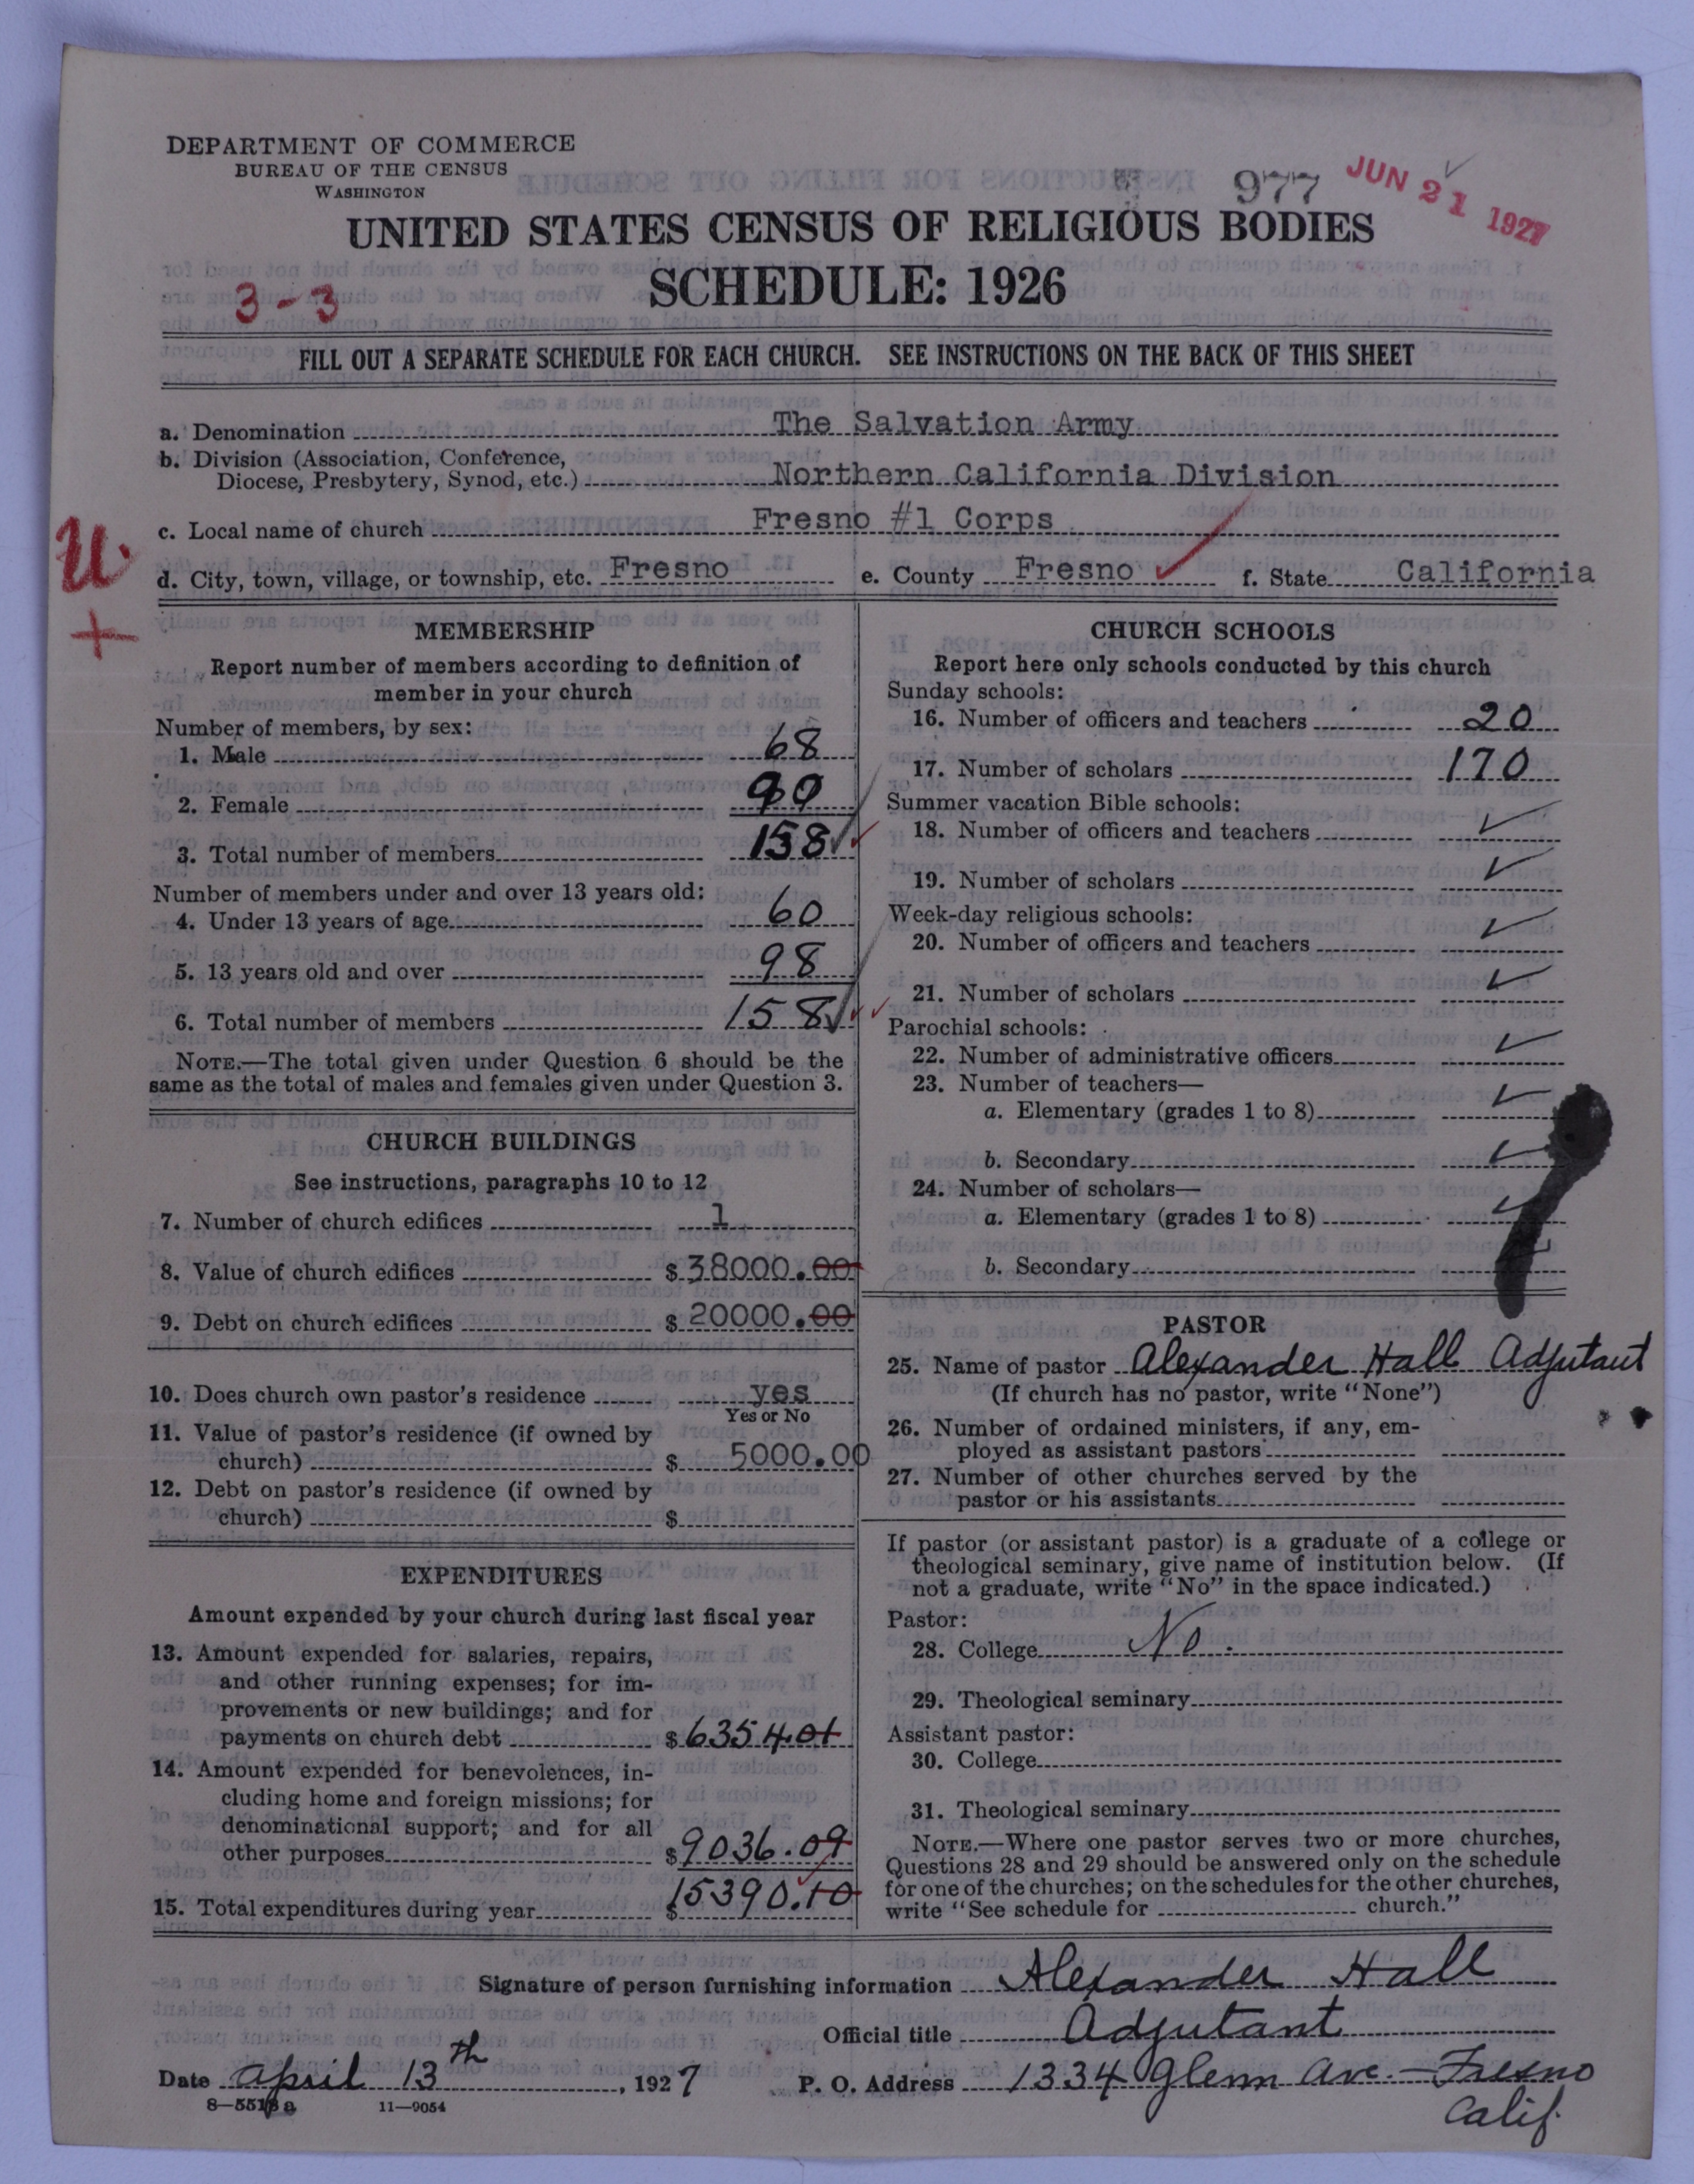 DEPARTMENT OF COMMERCE
BUREAU OF THE CENSUS
WASHINGTON
977
JUN 21 1927
UNITED STATES CENSUS OF RELIGIOUS BODIES
SCHEDULE: 1926
3-3
FILL OUT A SEPARATE SCHEDULE FOR EACH CHURCH. SEE INSTRUCTIONS ON THE BACK OF THIS SHEET
a. Denomination The Salvation Army
b. Division (Association, Conference,
Diocese, Presbytery, Synod, etc.) Northern California Division
c. Local name of church Fresno #1 Corps
U.
+
d. City, town, village, or township, etc. Fresno e. County Fresno ✓ f. State California
MEMBERSHIP
Report number of members according to definition of
member in your church
Number of members, by sex:
1. Male 68
2. Female 90
3. Total number of members 158 ✓ ✓
Number of members under and over 13 years old:
4. Under 13 years of age 60
5. 13 years old and over 98
6. Total number of members 158 ✓ ✓ ✓
NOTE.—The total given under Question 6 should be the
same as the total of males and females given under Question 3.
CHURCH BUILDINGS
See instructions, paragraphs 10 to 12
7. Number of church edifices 1
8. Value of church edifices $ 38000.00
9. Debt on church edifices $ 20000.00
10. Does church own pastor's residence yes
Yes or No
11. Value of pastor's residence (if owned by
church) $ 5000.00
12. Debt on pastor's residence (if owned by
church) $
EXPENDITURES
Amount expended by your church during last fiscal year
13. Amount expended for salaries, repairs,
and other running expenses; for im-
provements or new buildings; and for
payments on church debt $ 6354.01
14. Amount expended for benevolences, in-
cluding home and foreign missions; for
denominational support; and for all
other purposes $ 9036.09
15. Total expenditures during year $ 15390.10
CHURCH SCHOOLS
Report here only schools conducted by this church
Sunday schools:
16. Number of officers and teachers 20
17. Number of scholars 170
Summer vacation Bible schools:
18. Number of officers and teachers ✓
19. Number of scholars ✓
Week-day religious schools:
20. Number of officers and teachers ✓
21. Number of scholars ✓
Parochial schools:
22. Number of administrative officers ✓
23. Number of teachers—
a. Elementary (grades 1 to 8) ✓
b. Secondary ✓
24. Number of scholars—
a. Elementary (grades 1 to 8) ✓
b. Secondary
PASTOR
25. Name of pastor Alexander Hall Adjutant
(If church has no pastor, write "None")
26. Number of ordained ministers, if any, em-
ployed as assistant pastors
27. Number of other churches served by the
pastor or his assistants
If pastor (or assistant pastor) is a graduate of a college or
theological seminary, give name of institution below. (If
not a graduate, write "No" in the space indicated.)
Pastor:
28. College No.
29. Theological seminary
Assistant pastor:
30. College
31. Theological seminary
NOTE.—Where one pastor serves two or more churches,
Questions 28 and 29 should be answered only on the schedule
for one of the churches; on the schedules for the other churches,
write "See schedule for church."
Signature of person furnishing information Alexander Hall
Official title Adjutant
Date April 13th, 1927 P. O. Address 1334 Glenn Ave.—Fresno
Calif.
8—5518a 11—9054